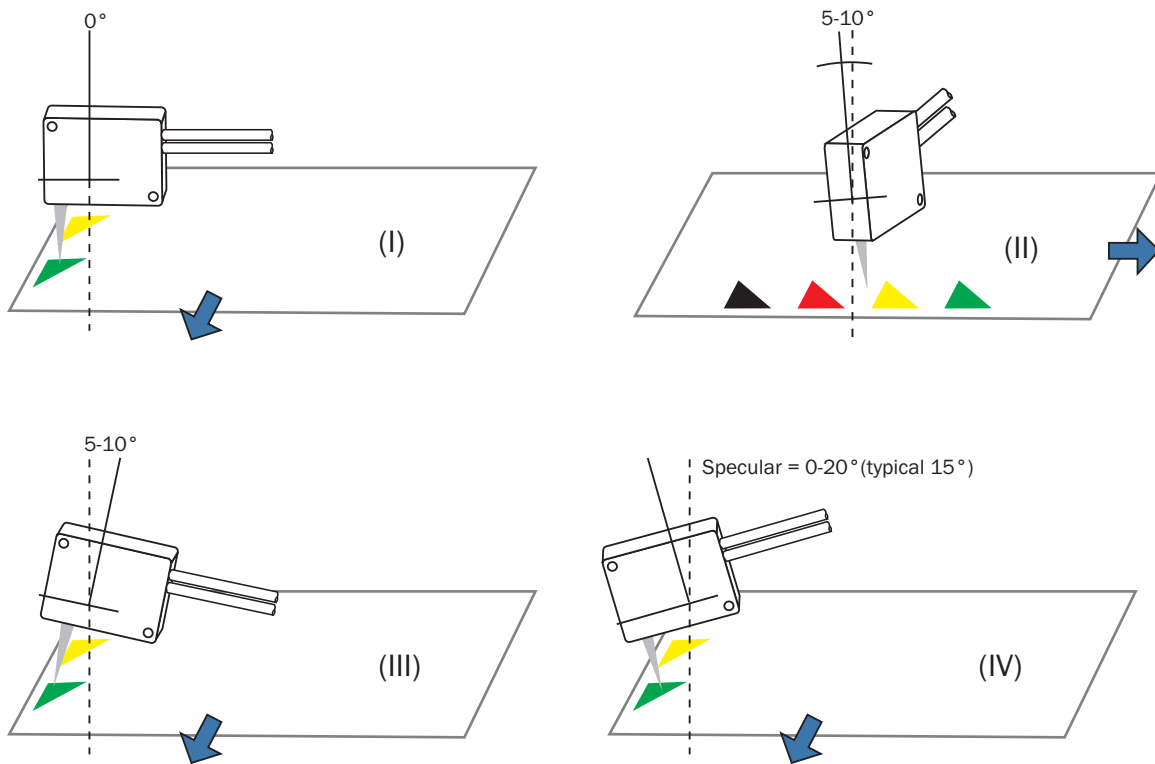 0°
5-10°
(I)
(II)
5-10°
Specular = 0-20°(typical 15°)
(III)
(IV)